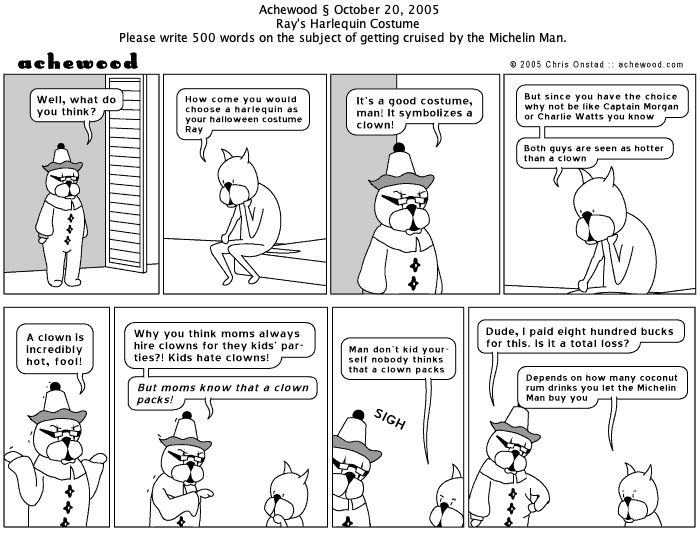 Achewood § October 20, 2005
Ray's Harlequin Costume
Please write 500 words on the subject of getting cruised by the Michelin Man.
achewood
© 2005 Chris Onstad :: achewood.com
Well, what do
you think?
How come you would
choose a harlequin as
your halloween costume
Ray
It's a good costume,
man! It symbolizes a
clown!
But since you have the choice
why not be like Captain Morgan
or Charlie Watts you know
Both guys are seen as hotter
than a clown
A clown is
incredibly
hot, fool!
Why you think moms always
hire clowns for they kids' par-
ties?! Kids hate clowns!
But moms know that a clown
packs!
Man don't kid your-
self nobody thinks
that a clown packs
SIGH
Dude, I paid eight hundred bucks
for this. Is it a total loss?
Depends on how many coconut
rum drinks you let the Michelin
Man buy you